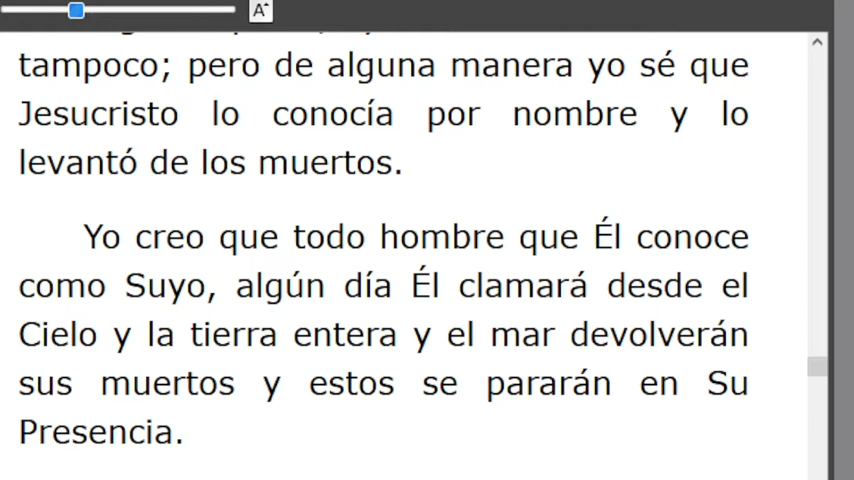 A
tampoco; pero de alguna manera yo sé que
Jesucristo lo conocía por nombre y lo
levantó de los muertos.
Yo creo que todo hombre que Él conoce
como Suyo, algún día Él clamará desde el
Cielo y la tierra entera y el mar devolverán
sus muertos y estos se pararán en Su
Presencia.